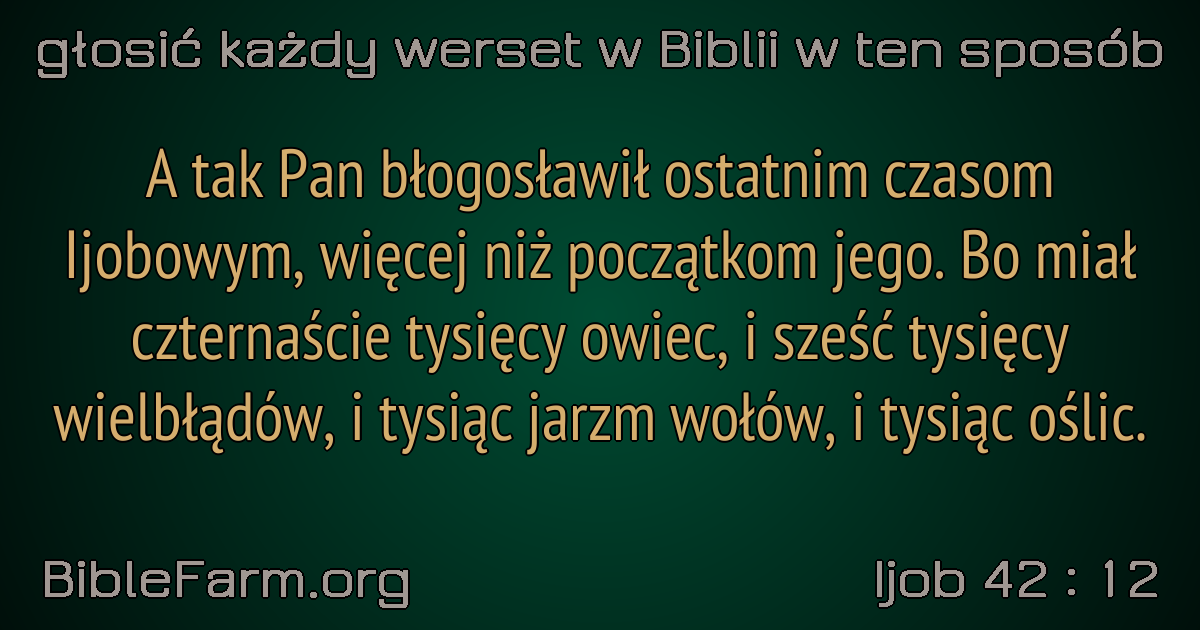 głosić każdy werset w Biblii w ten sposób
A tak Pan błogosławił ostatnim czasom
Ijobowym, więcej niż początkom jego. Bo miał
czternaście tysięcy owiec, i sześć tysięcy
wielbłądów, i tysiąc jarzm wołów, i tysiąc oślic.
BibleFarm.org
Ijob 42 : 12